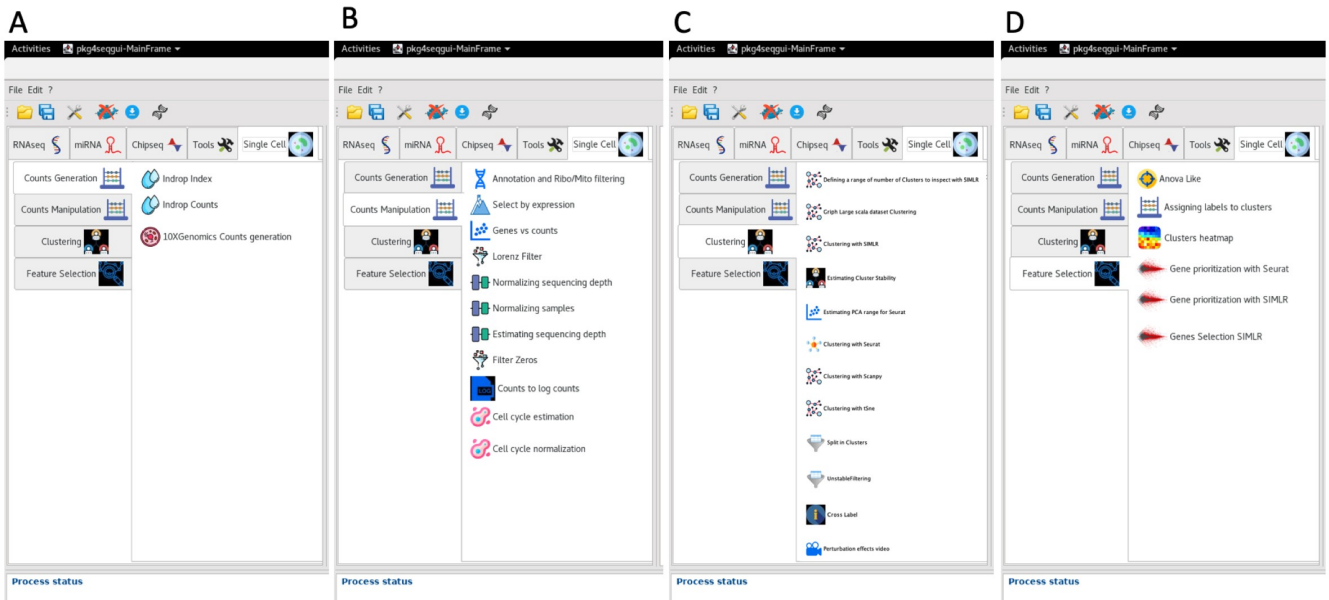 A
Activities pkg4seqgui-MainFrame
File Edit ?
RNAseq miRNA Chipseq Tools Single Cell
Counts Generation
Counts Manipulation
Clustering
Feature Selection
Indrop Index
Indrop Counts
10XGenomics Counts generation
Process status
B
Activities pkg4seqgui-MainFrame
File Edit ?
RNAseq miRNA Chipseq Tools Single Cell
Counts Generation
Counts Manipulation
Clustering
Feature Selection
Annotation and Ribo/Mito filtering
Select by expression
Genes vs counts
Lorenz Filter
Normalizing sequencing depth
Normalizing samples
Estimating sequencing depth
Filter Zeros
LOG
Counts to log counts
Cell cycle estimation
Cell cycle normalization
Process status
C
Activities pkg4seqgui-MainFrame
File Edit ?
RNAseq miRNA Chipseq Tools Single Cell
Counts Generation
Counts Manipulation
Clustering
Feature Selection
Defining a range of number of Clusters to inspect with SIMLR
Griph Large scala dataset Clustering
Clustering with SIMLR
Estimating Cluster Stability
Estimating PCA range for Seurat
Clustering with Seurat
Clustering with Scanpy
Clustering with tSne
Split in Clusters
UnstableFiltering
Cross Label
Perturbation effects video
Process status
D
Activities pkg4seqgui-MainFrame
File Edit ?
RNAseq miRNA Chipseq Tools Single Cell
Counts Generation
Counts Manipulation
Clustering
Feature Selection
Anova Like
Assigning labels to clusters
Clusters heatmap
Gene prioritization with Seurat
Gene prioritization with SIMLR
Genes Selection SIMLR
Process status